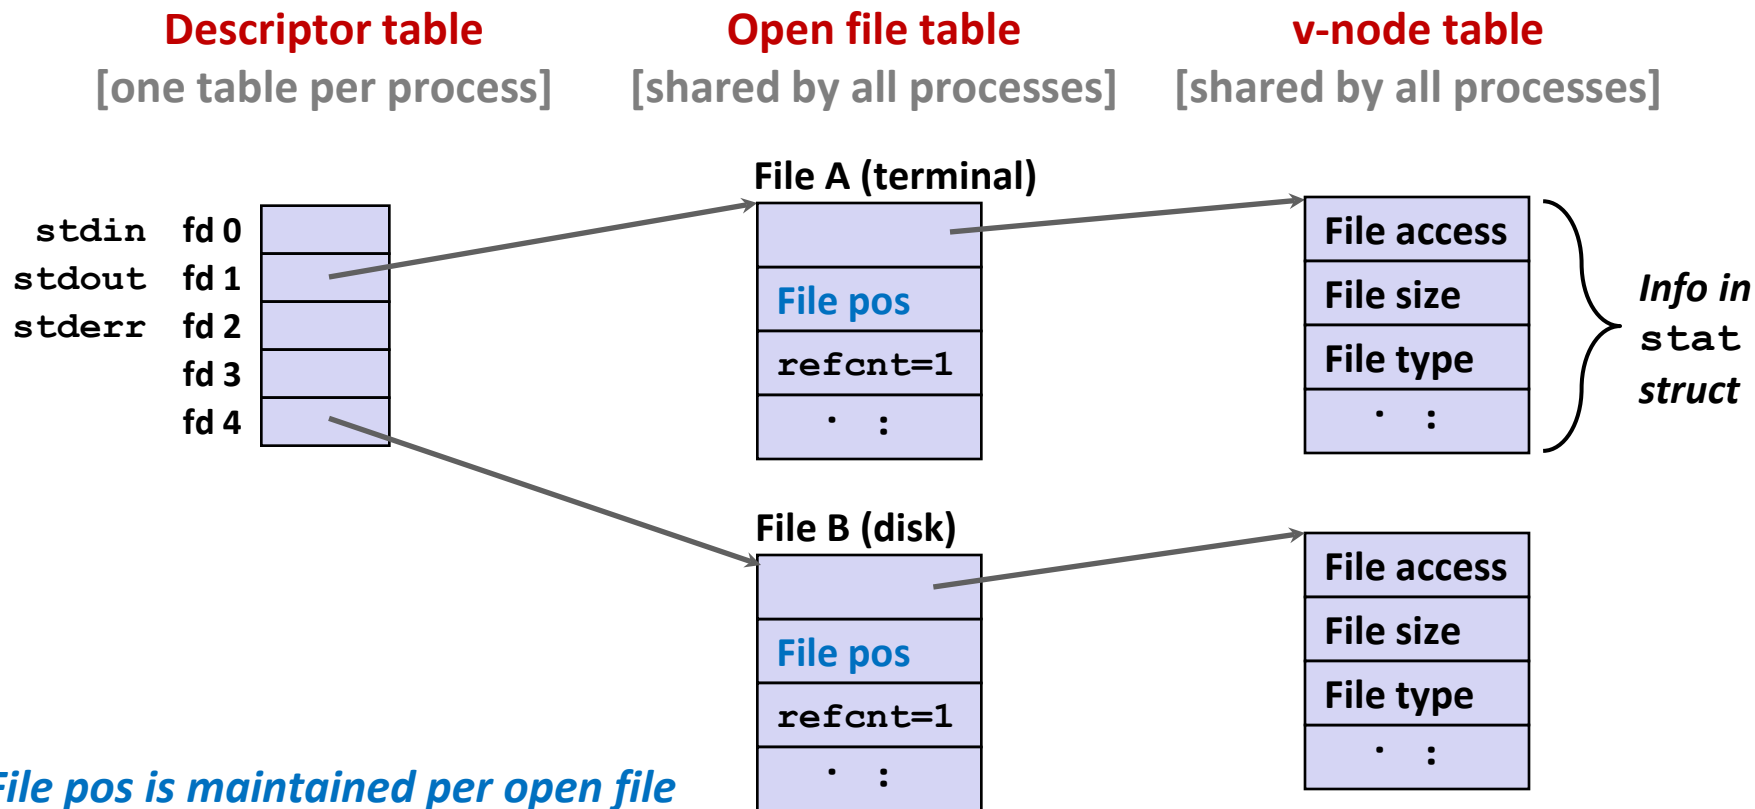 Descriptor table
[one table per process]
Open file table
[shared by all processes]
v-node table
[shared by all processes]
stdin fd 0
stdout fd 1
stderr fd 2
fd 3
fd 4
File A (terminal)
File pos
refcnt=1
. :
File B (disk)
File pos
refcnt=1
. :
File access
File size
File type
. :
Info in
stat
struct
File access
File size
File type
. :
File pos is maintained per open file